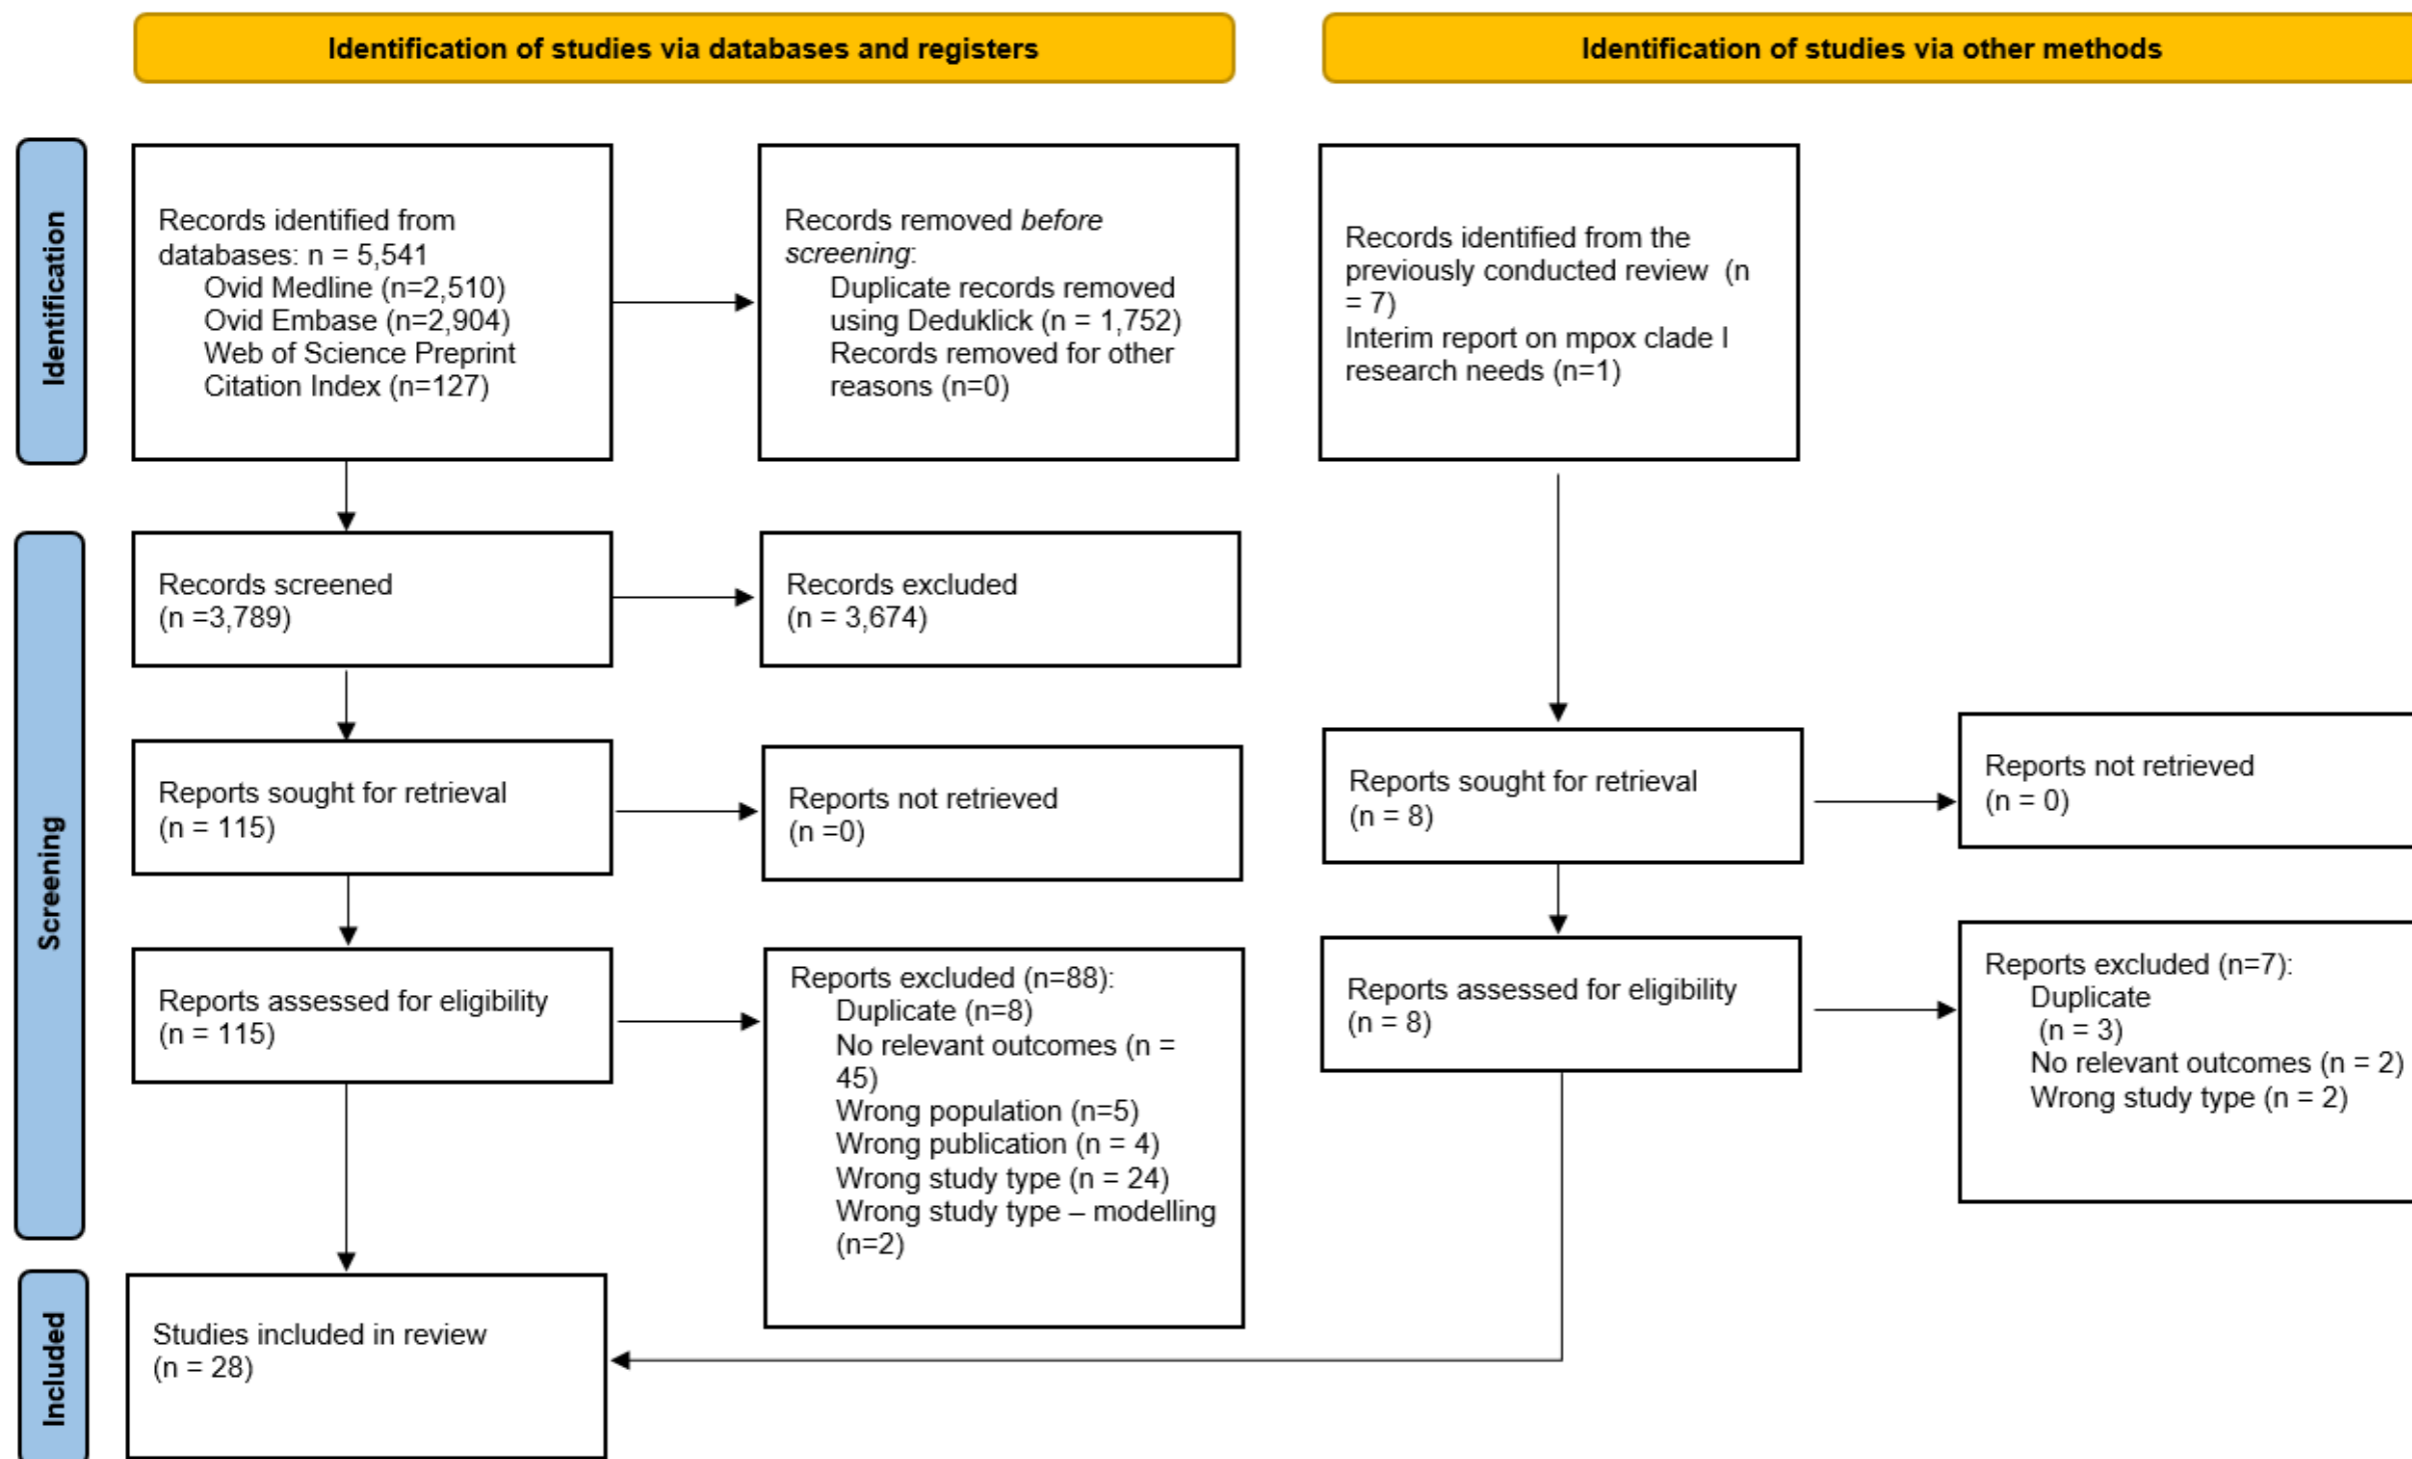 Identification of studies via databases and registers
Identification of studies via other methods
Identification
Records identified from
databases: n = 5,541
Ovid Medline (n=2,510)
Ovid Embase (n=2,904)
Web of Science Preprint
Citation Index (n=127)
Records removed before
screening:
Duplicate records removed
using Deduklick (n = 1,752)
Records removed for other
reasons (n=0)
Records identified from the
previously conducted review  (n
= 7)
Interim report on mpox clade I
research needs (n=1)
Screening
Records screened
(n =3,789)
Records excluded
(n = 3,674)
Reports sought for retrieval
(n = 115)
Reports not retrieved
(n =0)
Reports sought for retrieval
(n = 8)
Reports not retrieved
(n = 0)
Reports assessed for eligibility
(n = 115)
Reports excluded (n=88):
Duplicate (n=8)
No relevant outcomes (n =
45)
Wrong population (n=5)
Wrong publication (n = 4)
Wrong study type (n = 24)
Wrong study type – modelling
(n=2)
Reports assessed for eligibility
(n = 8)
Reports excluded (n=7):
Duplicate
(n = 3)
No relevant outcomes (n = 2)
Wrong study type (n = 2)
Included
Studies included in review
(n = 28)